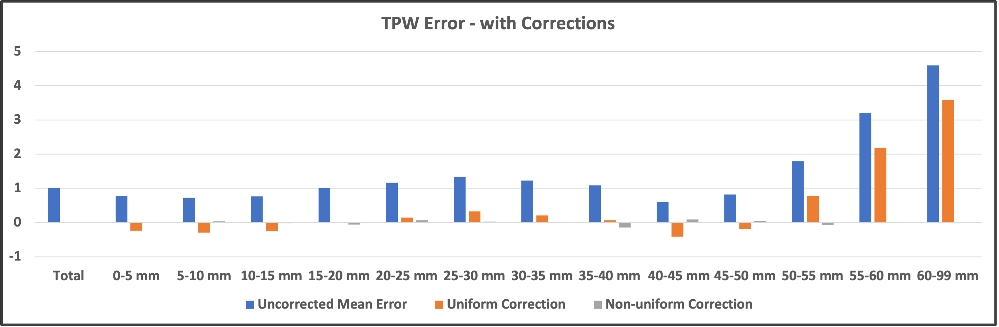 TPW Error - with Corrections
5
4
3
2
1
0
-1
Total 0-5 mm 5-10 mm 10-15 mm 15-20 mm 20-25 mm 25-30 mm 30-35 mm 35-40 mm 40-45 mm 45-50 mm 50-55 mm 55-60 mm 60-99 mm
Uncorrected Mean Error Uniform Correction Non-uniform Correction